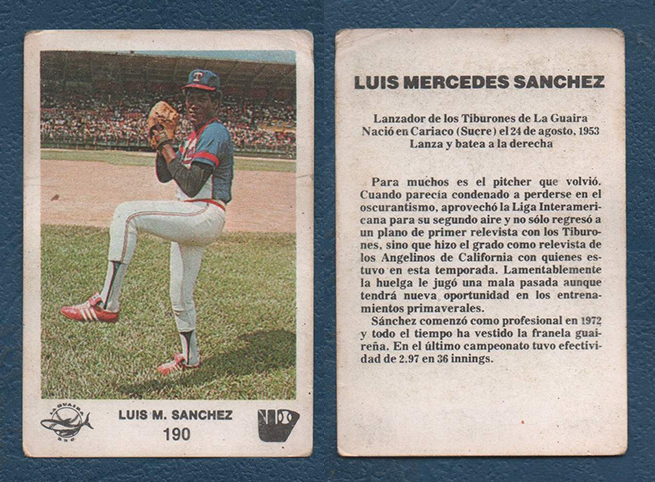 T
LUIS M. SANCHEZ
190
LA GUAIRA
LUIS MERCEDES SANCHEZ
Lanzador de los Tiburones de La Guaira
Nació en Cariaco (Sucre) el 24 de agosto, 1953
Lanza y batea a la derecha
Para muchos es el pitcher que volvió.
Cuando parecía condenado a perderse en el
oscurantismo, aprovechó la Liga Interameri-
cana para su segundo aire y no sólo regresó a
un plano de primer relevista con los Tiburo-
nes, sino que hizo el grado como relevista de
los Angelinos de California con quienes es-
tuvo en esta temporada. Lamentablemente
la huelga le jugó una mala pasada aunque
tendrá nueva oportunidad en los entrena-
mientos primaverales.
Sánchez comenzó como profesional en 1972
y todo el tiempo ha vestido la franela guai-
reña. En el último campeonato tuvo efectivi-
dad de 2.97 en 36 innings.